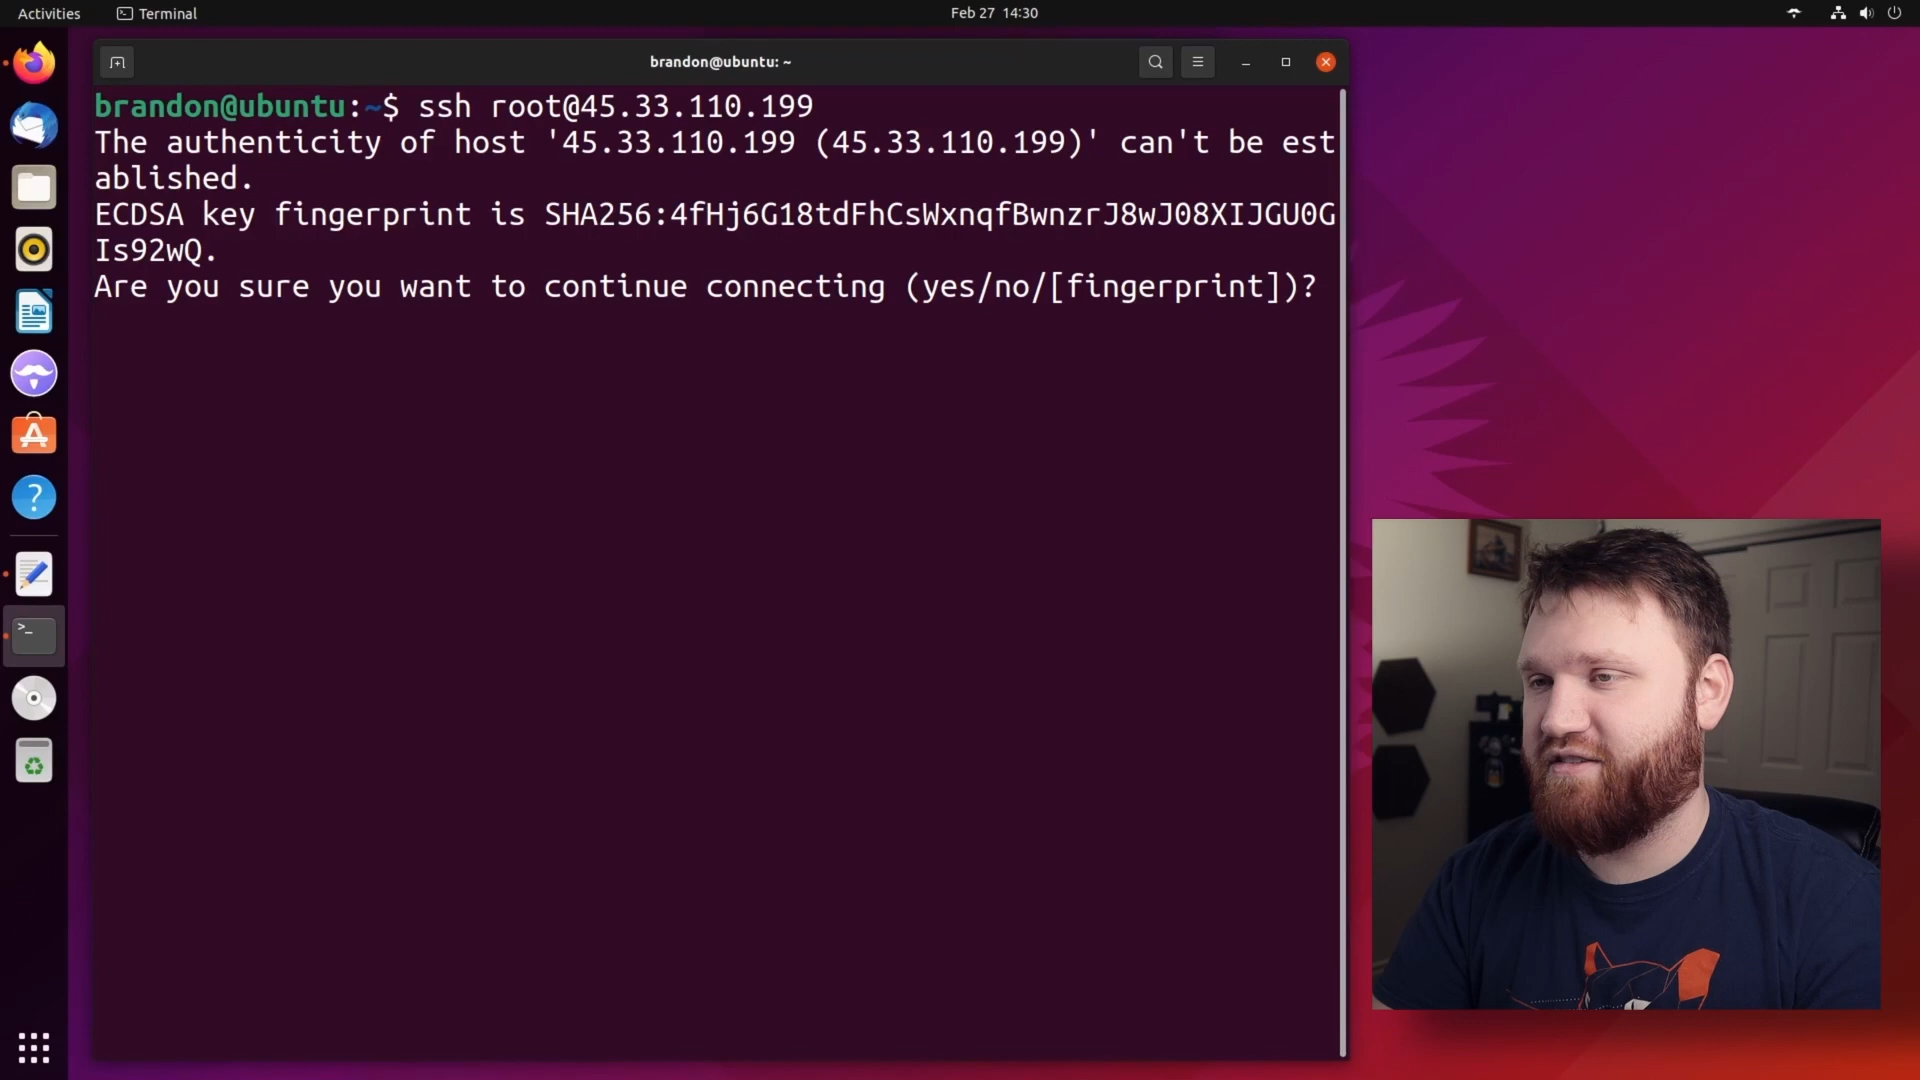 Activities
Terminal
Feb 27 14:30
brandon@ubuntu: ~
brandon@ubuntu:~$ ssh root@45.33.110.199
The authenticity of host '45.33.110.199 (45.33.110.199)' can't be est
ablished.
ECDSA key fingerprint is SHA256:4fHj6G18tdFhCsWxnqfBwnzrJ8wJ08XIJGU0G
Is92wQ.
Are you sure you want to continue connecting (yes/no/[fingerprint])?